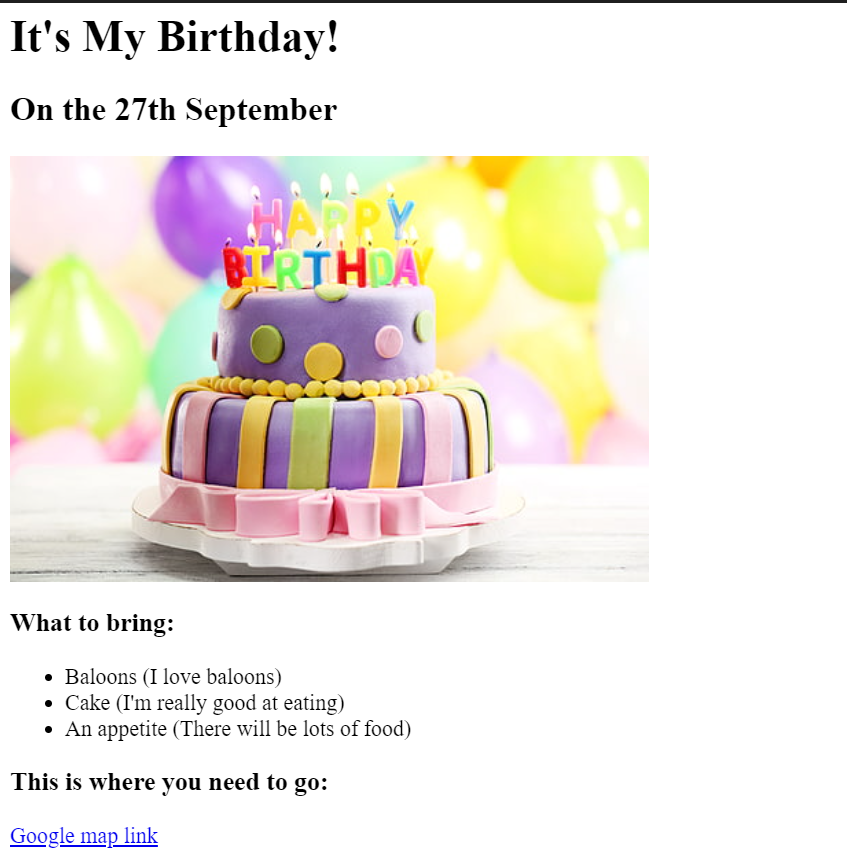 It's My Birthday!
On the 27th September
HAPPY
BIRTHDAY
What to bring:
Baloons (I love baloons)
Cake (I'm really good at eating)
An appetite (There will be lots of food)
This is where you need to go:
Google map link